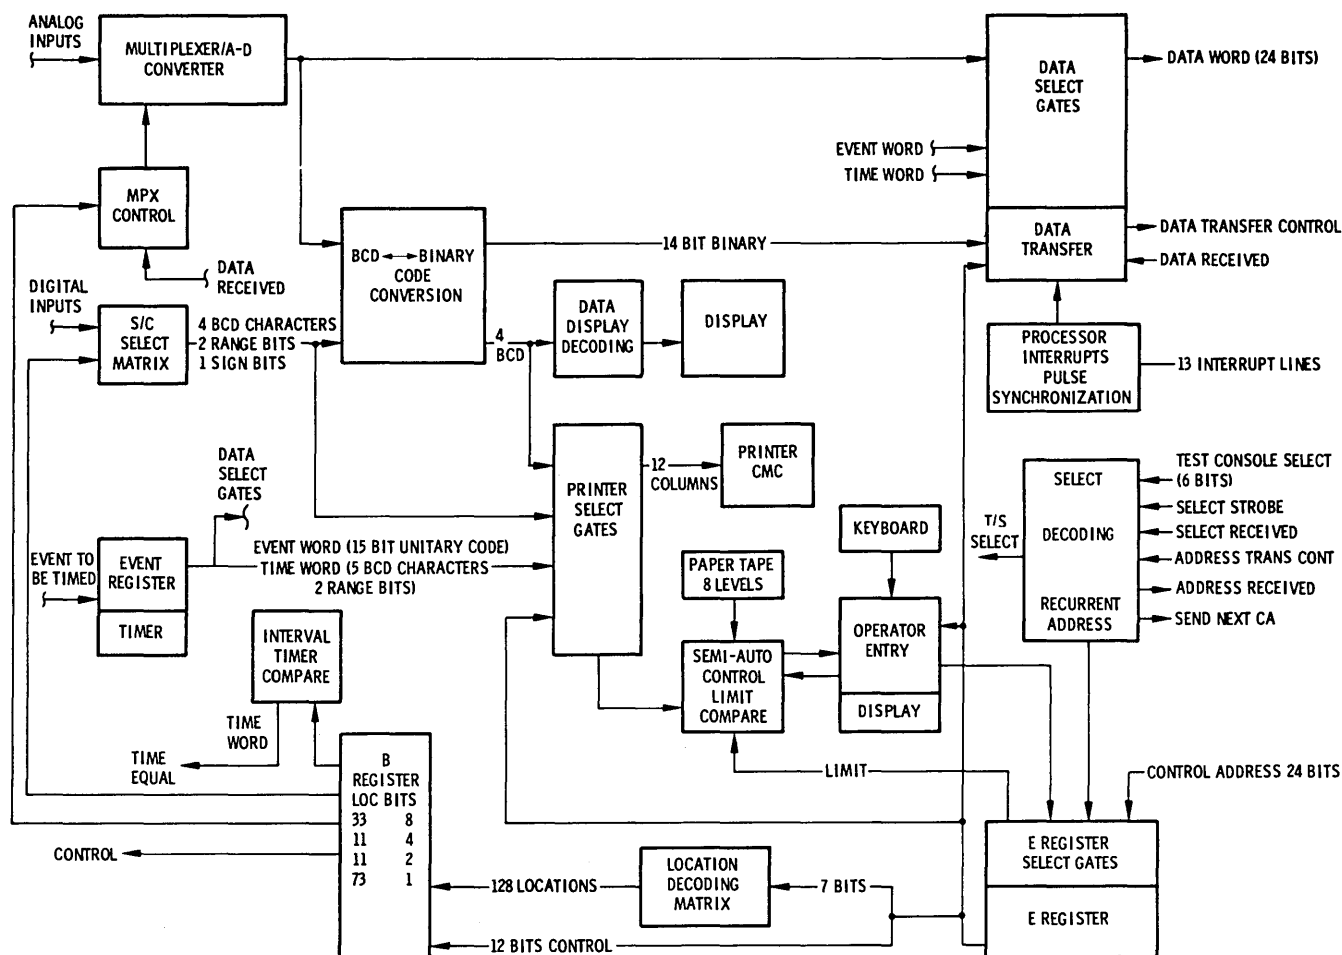 ANALOG
INPUTS
MULTIPLEXER/A-D
CONVERTER
DATA
SELECT
GATES
DATA WORD (24 BITS)
EVENT WORD
TIME WORD
MPX
CONTROL
DATA
RECEIVED
BCD ↔ BINARY
CODE
CONVERSION
14 BIT BINARY
DATA
TRANSFER
DATA TRANSFER CONTROL
DATA RECEIVED
DIGITAL
INPUTS
S/C
SELECT
MATRIX
4 BCD CHARACTERS
2 RANGE BITS
1 SIGN BITS
4
BCD
DATA
DISPLAY
DECODING
DISPLAY
PROCESSOR
INTERRUPTS
PULSE
SYNCHRONIZATION
13 INTERRUPT LINES
DATA
SELECT
GATES
PRINTER
SELECT
GATES
12
COLUMNS
PRINTER
CMC
SELECT
DECODING
RECURRENT
ADDRESS
T/S
SELECT
TEST CONSOLE SELECT
(6 BITS)
SELECT STROBE
SELECT RECEIVED
ADDRESS TRANS CONT
ADDRESS RECEIVED
SEND NEXT CA
EVENT TO
BE TIMED
EVENT
REGISTER
TIMER
EVENT WORD (15 BIT UNITARY CODE)
TIME WORD (5 BCD CHARACTERS
2 RANGE BITS)
KEYBOARD
PAPER TAPE
8 LEVELS
OPERATOR
ENTRY
DISPLAY
SEMI-AUTO
CONTROL
LIMIT
COMPARE
INTERVAL
TIMER
COMPARE
TIME
WORD
TIME
EQUAL
B
REGISTER
LOC BITS
33 8
11 4
11 2
73 1
CONTROL
LIMIT
CONTROL ADDRESS 24 BITS
E REGISTER
SELECT GATES
E REGISTER
128 LOCATIONS
LOCATION
DECODING
MATRIX
7 BITS
12 BITS CONTROL